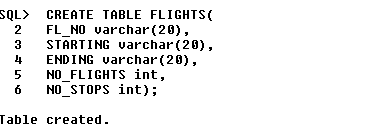 SQL> CREATE TABLE FLIGHTS(
2 FL_NO varchar(20),
3 STARTING varchar(20),
4 ENDING varchar(20),
5 NO_FLIGHTS int,
6 NO_STOPS int);
Table created.